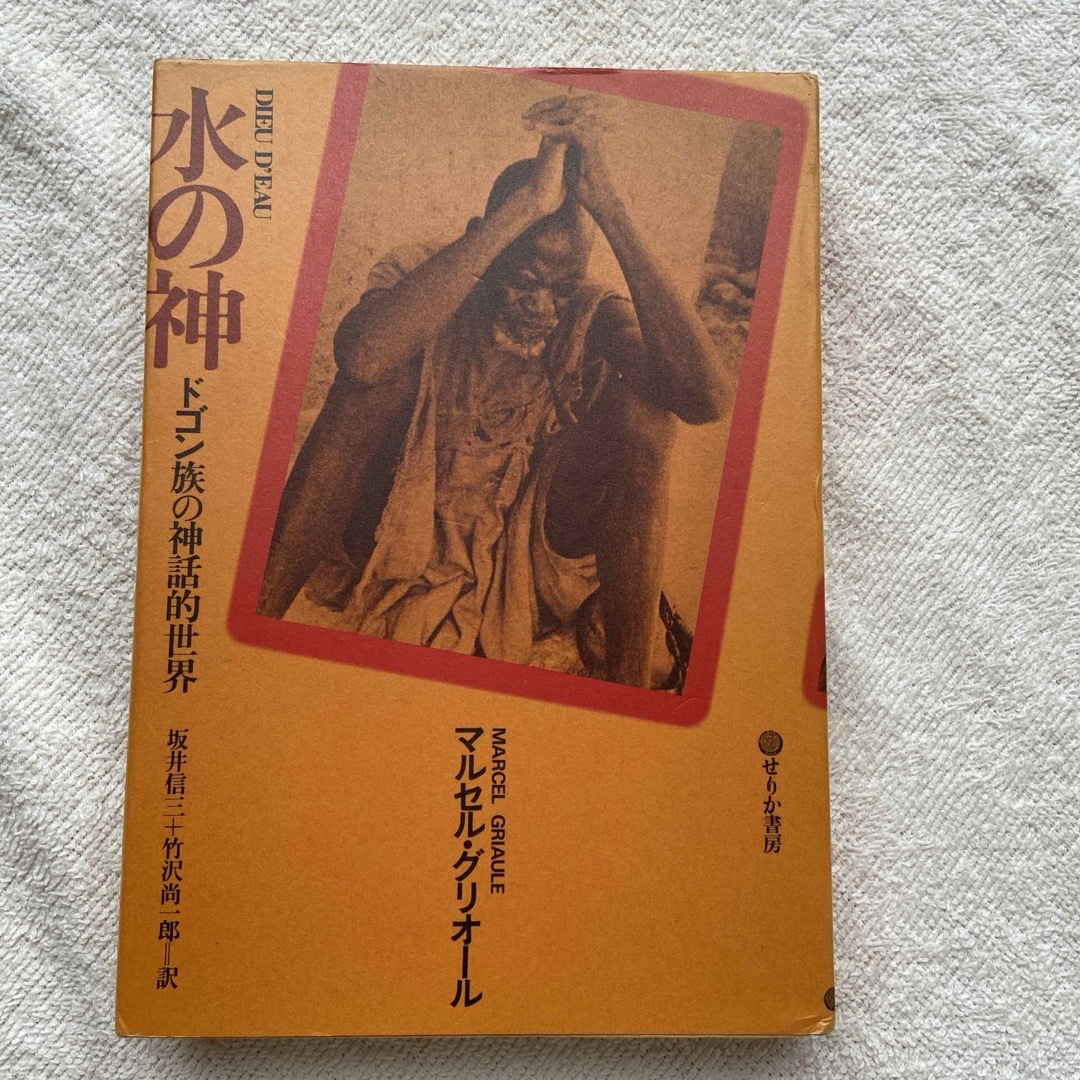 水の神
DIEU D'EAU
ドゴン族の神話的世界
坂井信三+竹沢尚一郎=訳
MARCEL GRIAULE
マルセル・グリオール
せりか書房